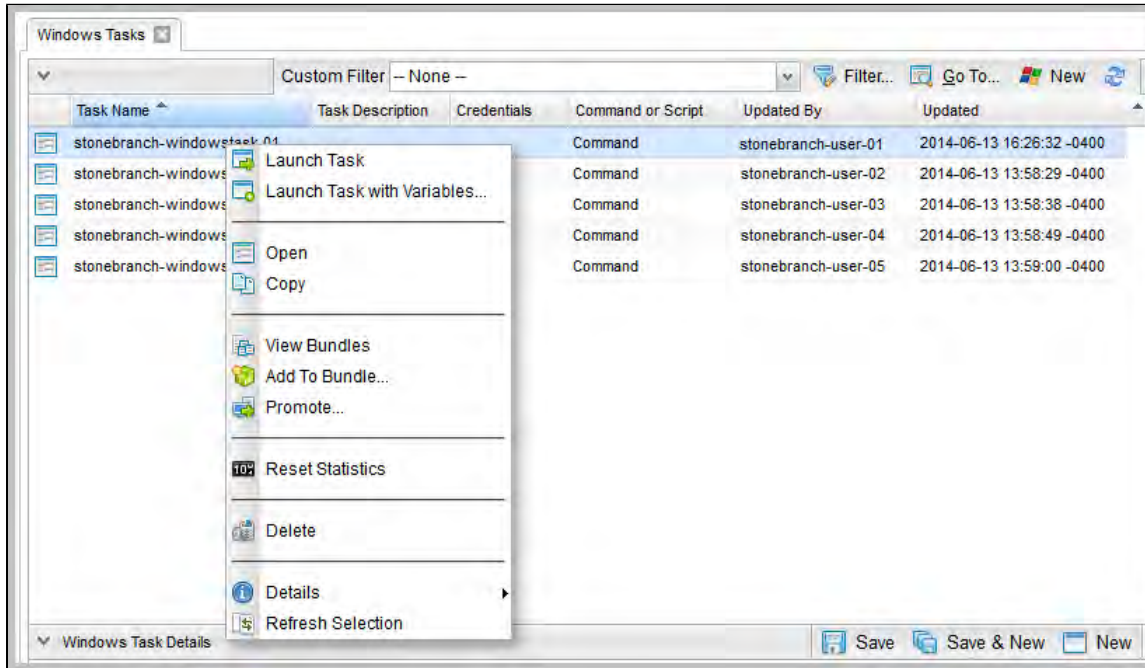 Windows Tasks
Custom Filter -- None -- Filter... Go To... New
Task Name Task Description Credentials Command or Script Updated By Updated
stonebranch-windowstask-01 Command stonebranch-user-01 2014-06-13 16:26:32 -0400
Launch Task
stonebranch-windows Command stonebranch-user-02 2014-06-13 13:58:29 -0400
Launch Task with Variables...
stonebranch-windows Command stonebranch-user-03 2014-06-13 13:58:38 -0400
stonebranch-windows Command stonebranch-user-04 2014-06-13 13:58:49 -0400
Open
stonebranch-windows Command stonebranch-user-05 2014-06-13 13:59:00 -0400
Copy
View Bundles
Add To Bundle...
Promote...
Reset Statistics
Delete
Details
Refresh Selection
Windows Task Details Save Save & New New